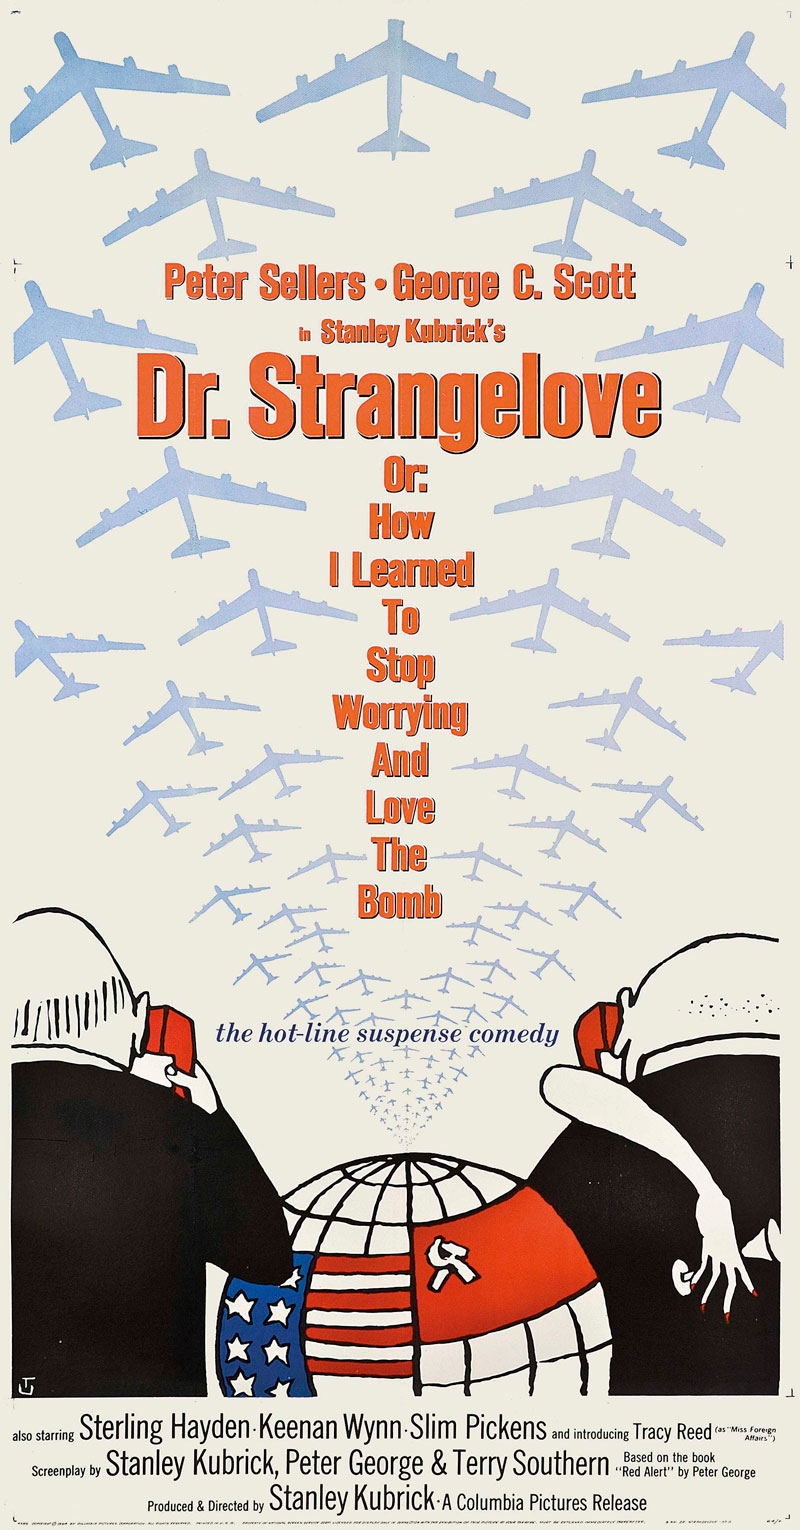 Peter Sellers • George C. Scott
in Stanley Kubrick's
Dr. Strangelove
Or:
How
I Learned
To
Stop
Worrying
And
Love
The
Bomb
the hot-line suspense comedy
also starring Sterling Hayden·Keenan Wynn·Slim Pickens and introducing Tracy Reed (as "Miss Foreign Affairs")
Screenplay by Stanley Kubrick, Peter George & Terry Southern Based on the book "Red Alert" by Peter George
Produced & Directed by Stanley Kubrick·A Columbia Pictures Release